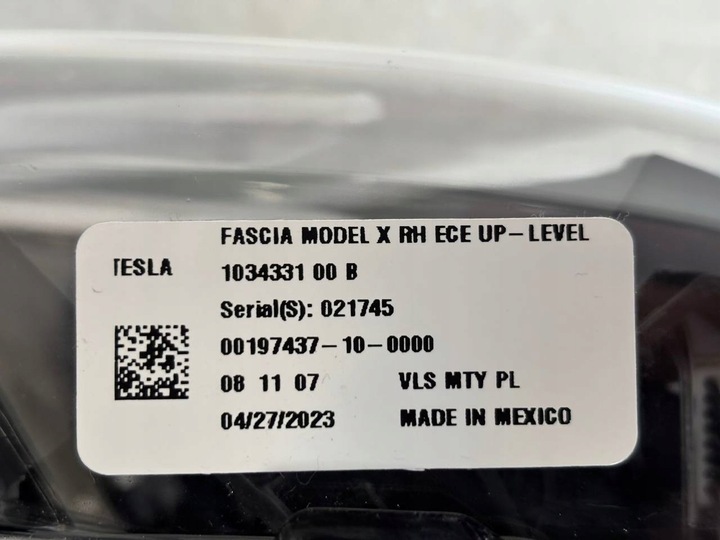 FASCIA MODEL X RH ECE UP-LEVEL
TESLA 1034331 00 B
Serial(S): 021745
00197437-10-0000
08 11 07 VLS MTY PL
04/27/2023 MADE IN MEXICO